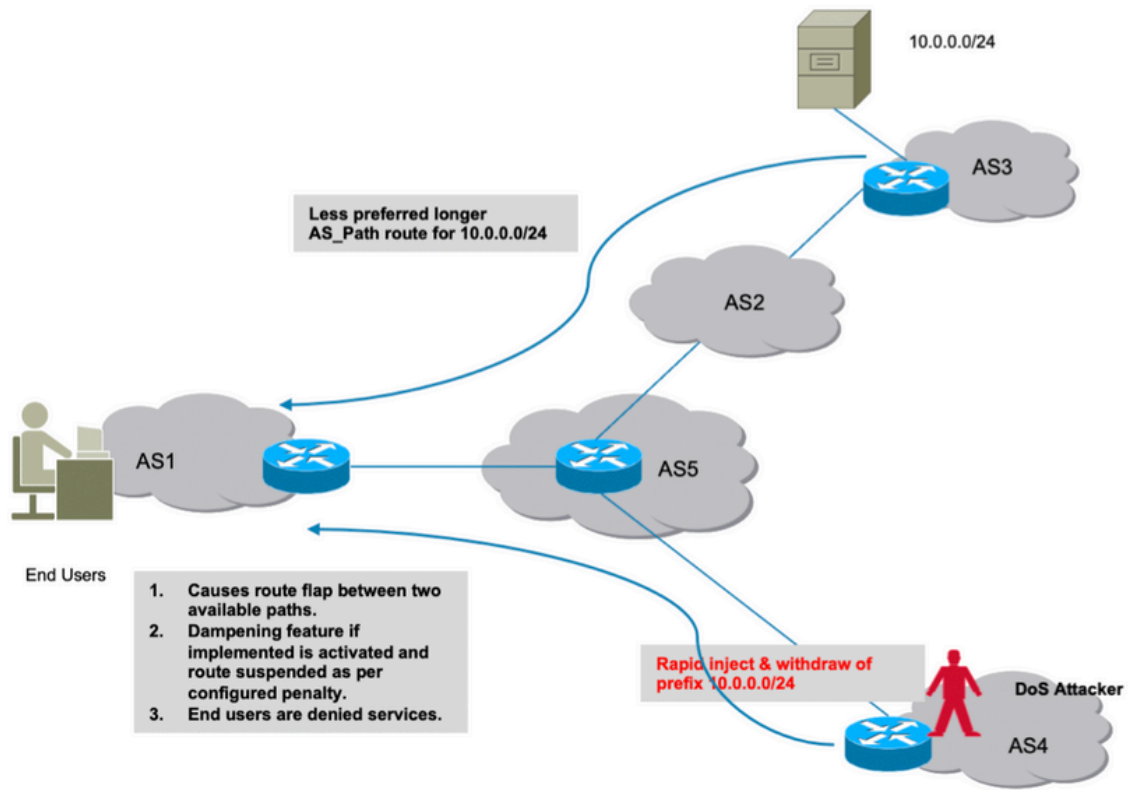 10.0.0.0/24
AS3
Less preferred longer
AS_Path route for 10.0.0.0/24
AS2
AS1
AS5
End Users
1. Causes route flap between two
available paths.
2. Dampening feature if
implemented is activated and
route suspended as per
configured penalty.
3. End users are denied services.
Rapid inject & withdraw of
prefix 10.0.0.0/24
DoS Attacker
AS4